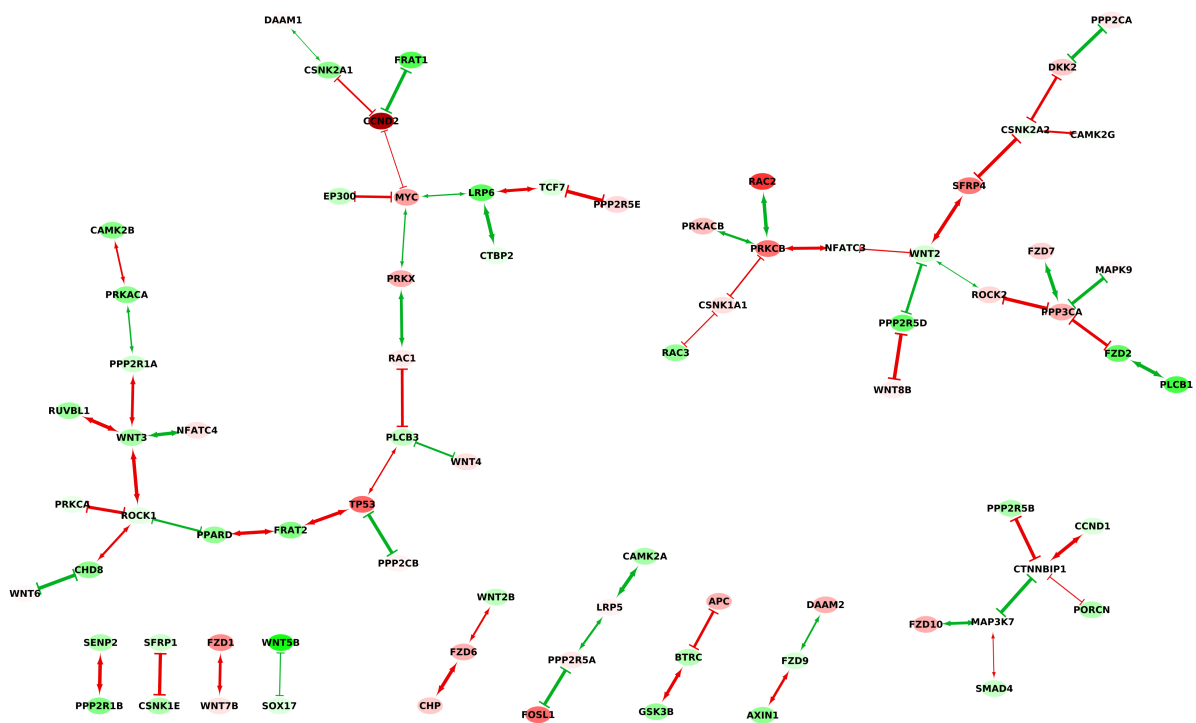 DAAM1
PPP2CA
FRAT1
CSNK2A1
DKK2
CCND2
CSNK2A2
CAMK2G
RAC2
SFRP4
EP300
MYC
LRP6
TCF7
PPP2R5E
PRKACB
CAMK2B
PRKCB
NFATC3
WNT2
FZD7
CTBP2
MAPK9
PRKX
PRKACA
ROCK2
CSNK1A1
PPP3CA
PPP2R5D
RAC3
FZD2
RAC1
PPP2R1A
PLCB1
WNT8B
RUVBL1
NFATC4
WNT3
PLCB3
WNT4
PRKCA
ROCK1
TP53
PPP2R5B
PPARD
FRAT2
CCND1
CAMK2A
PPP2CB
CHD8
CTNNBIP1
WNT6
WNT2B
LRP5
APC
DAAM2
PORCN
FZD10
MAP3K7
SENP2
SFRP1
FZD1
WNT5B
FZD6
PPP2R5A
BTRC
FZD9
SMAD4
PPP2R1B
CSNK1E
WNT7B
SOX17
CHP
FOSL1
GSK3B
AXIN1